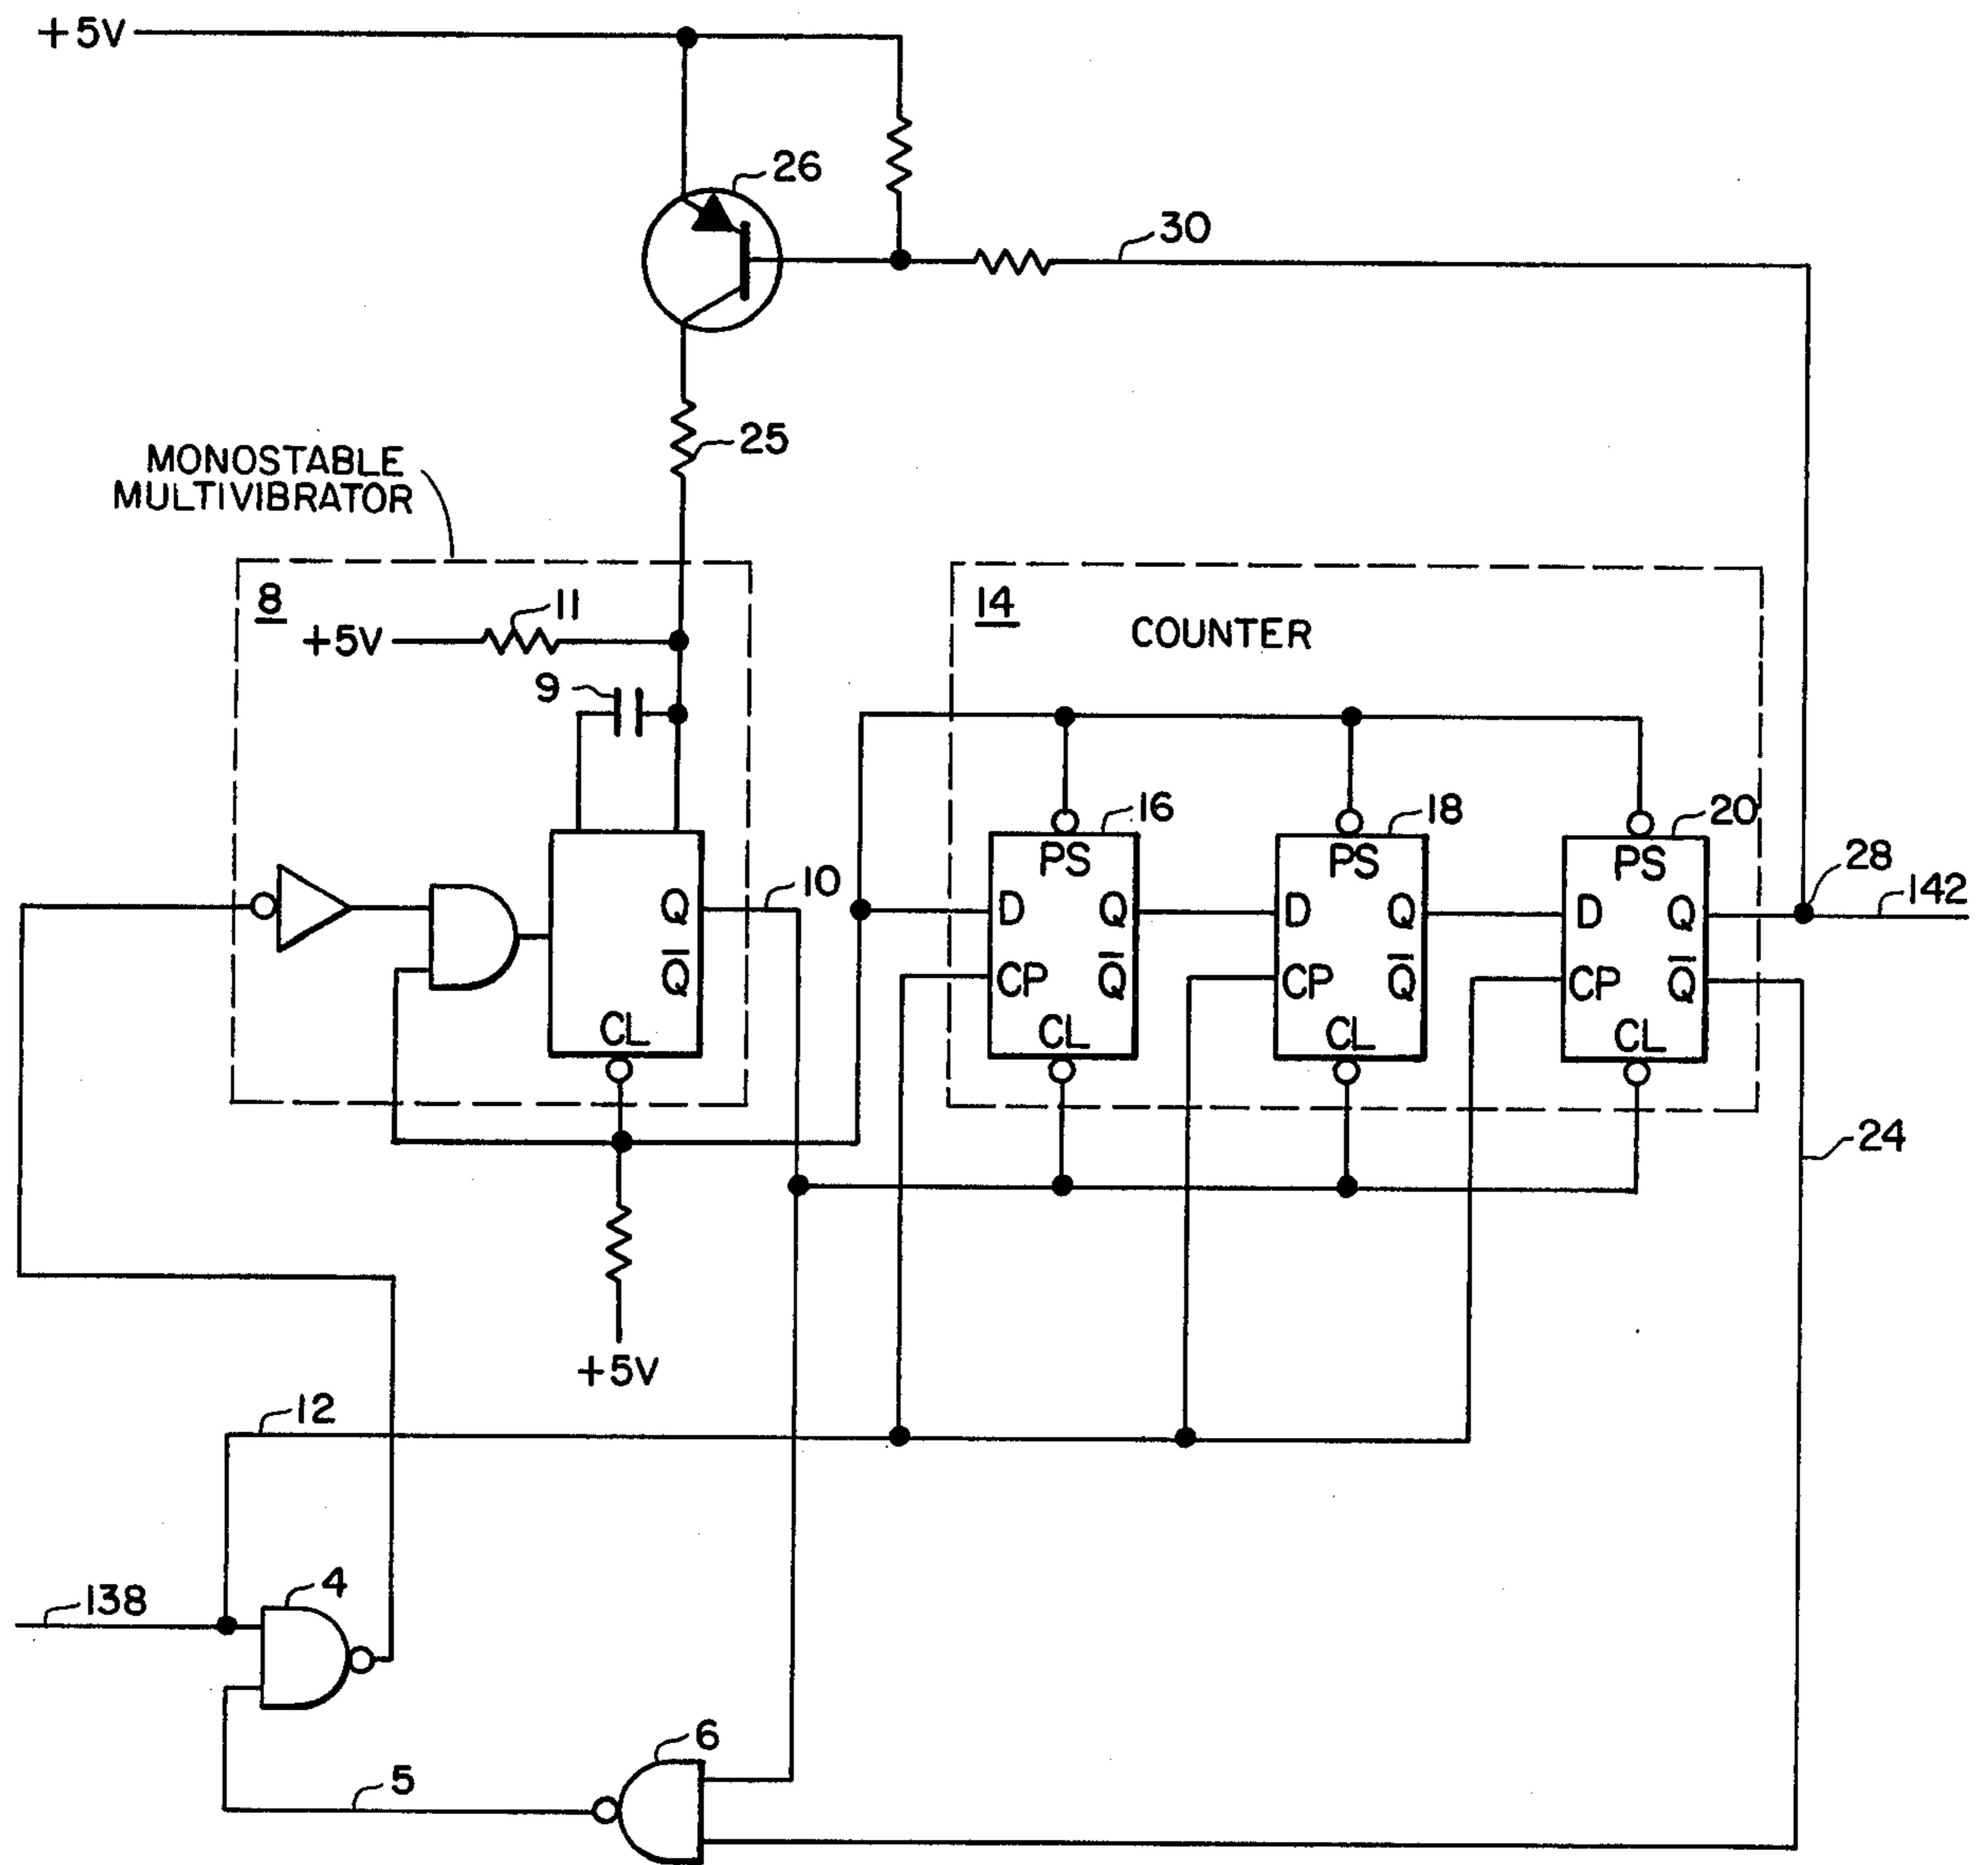 +5V
26
30
25
MONOSTABLE
MULTIVIBRATOR
8
11
+5V
9
14
COUNTER
10
16
18
20
PS
PS
PS
28
142
D
Q
D
Q
D
Q
Q
Q̅
CP
Q̅
CP
Q̅
CP
Q̅
CL
CL
CL
CL
24
+5V
12
138
4
6
5